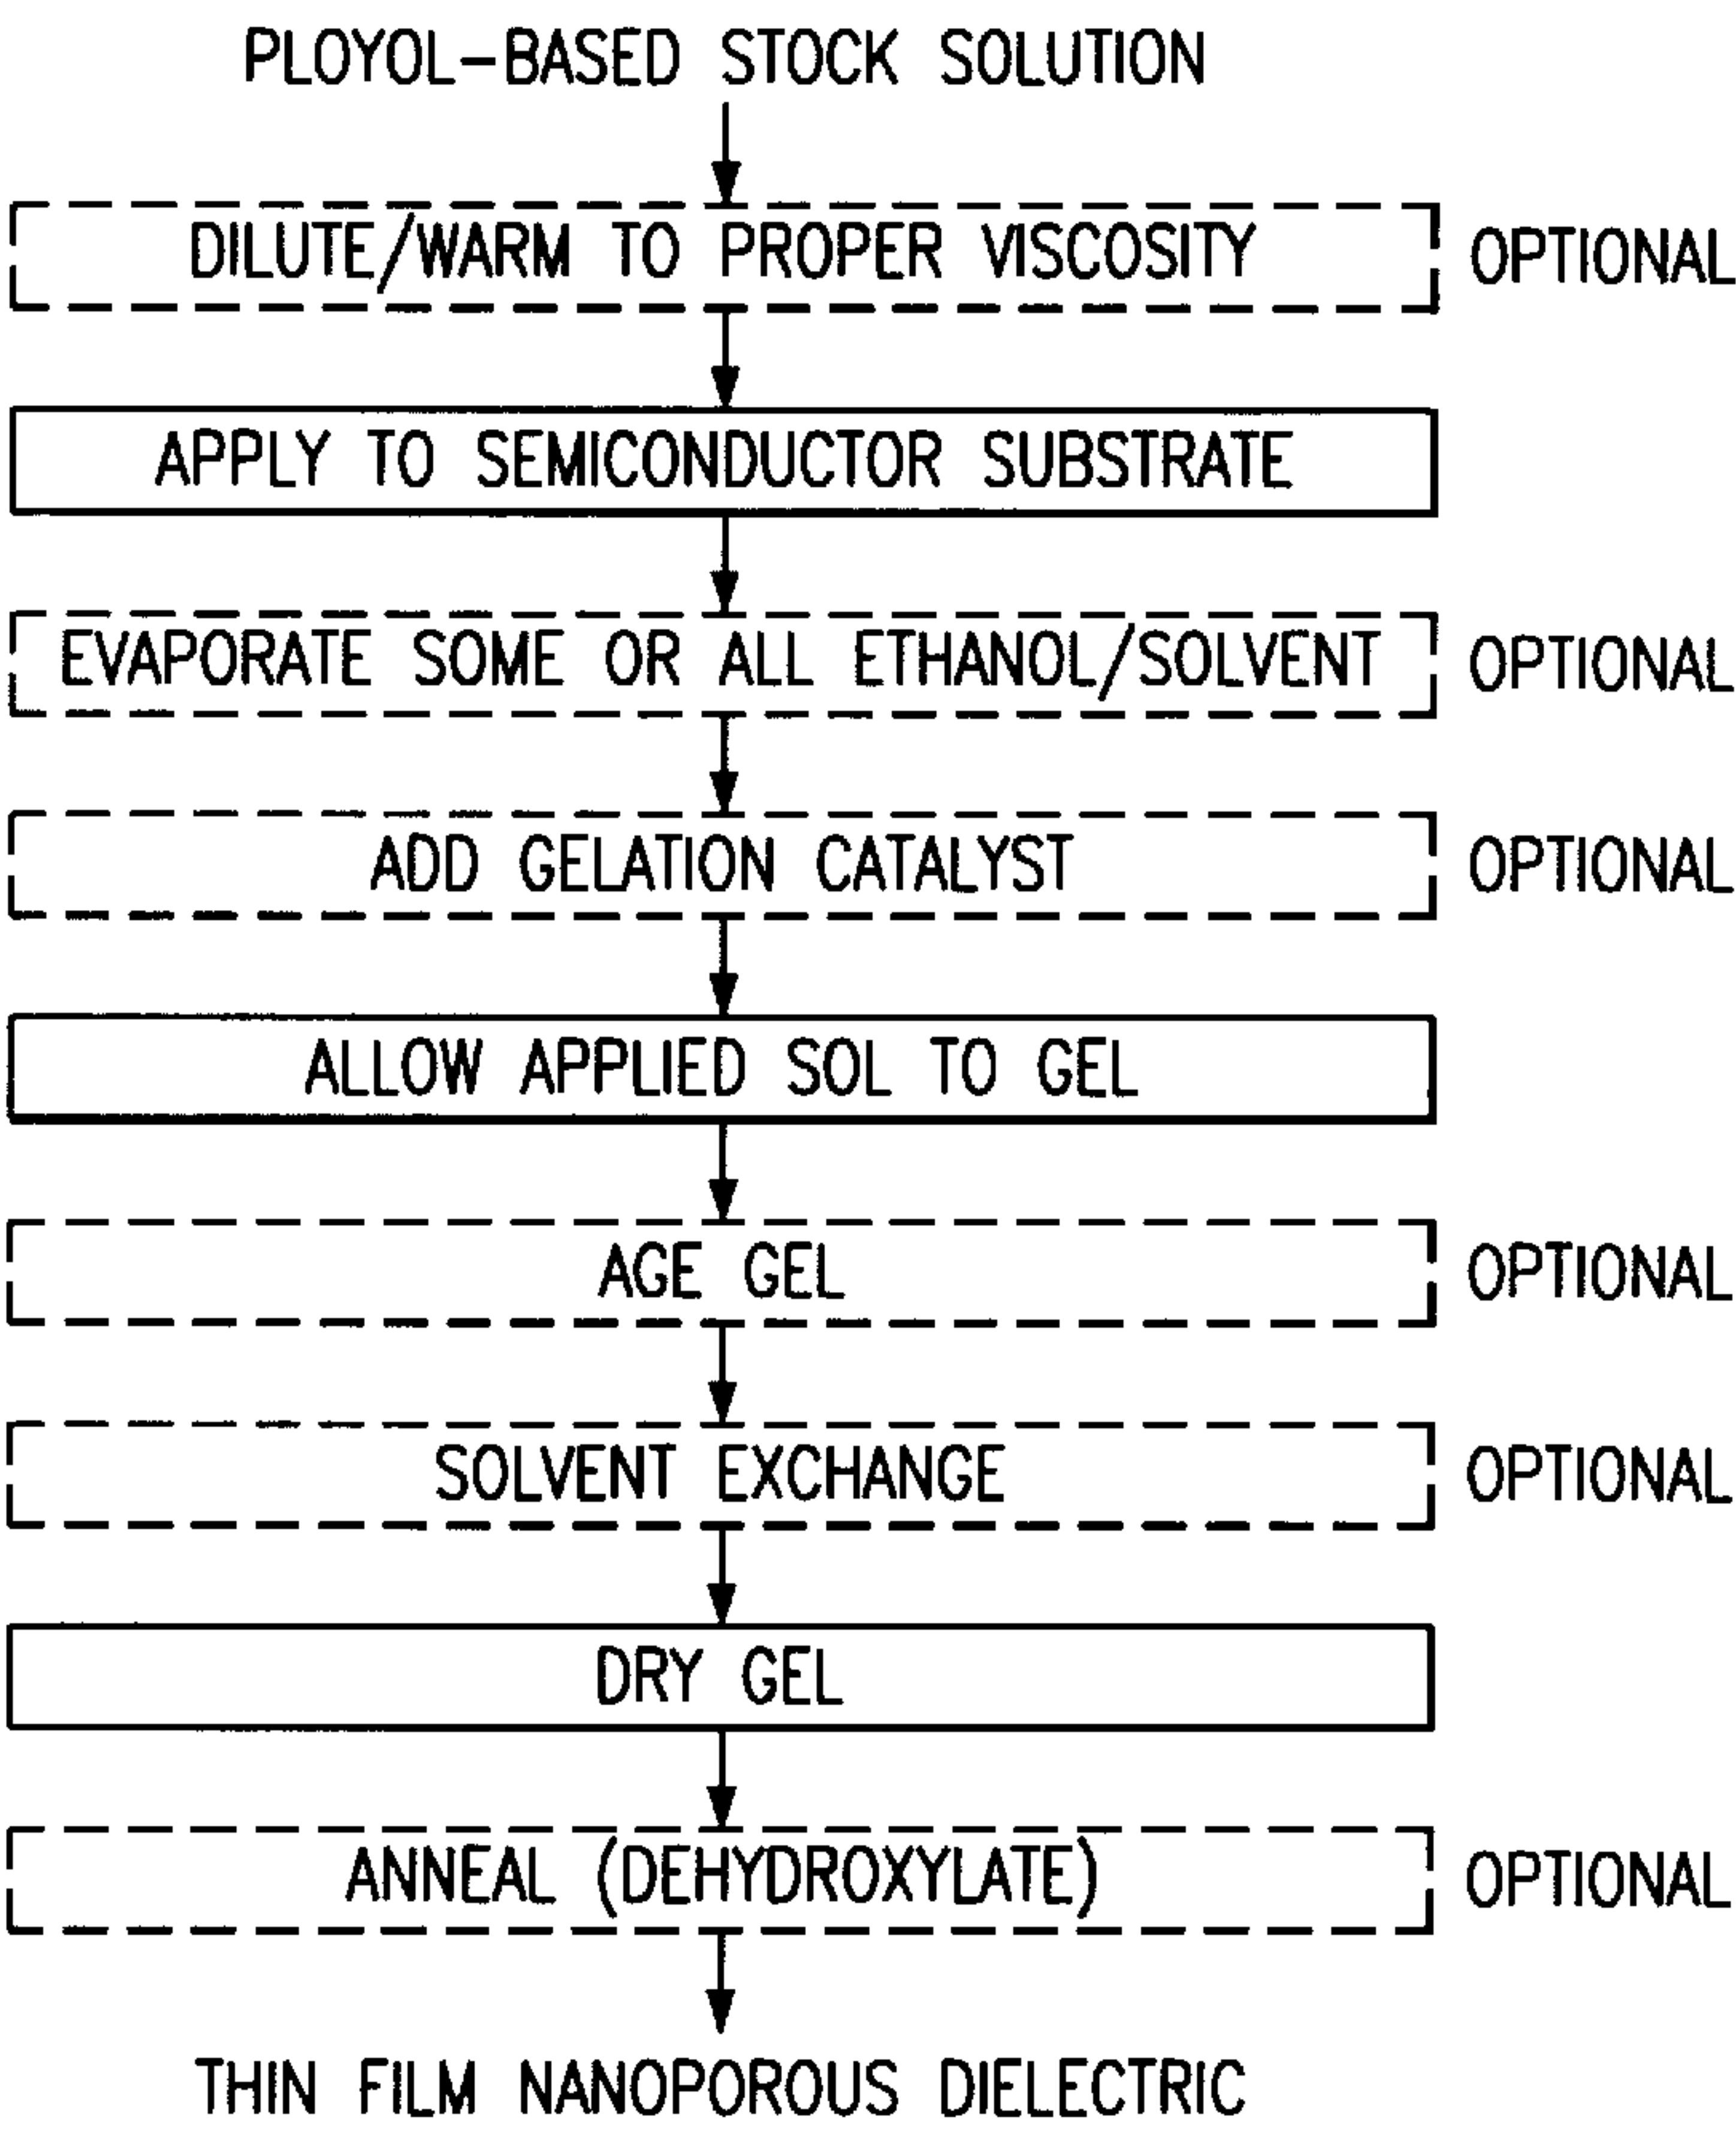 PLOYOL-BASED STOCK SOLUTION
DILUTE/WARM TO PROPER VISCOSITY OPTIONAL
APPLY TO SEMICONDUCTOR SUBSTRATE
EVAPORATE SOME OR ALL ETHANOL/SOLVENT OPTIONAL
ADD GELATION CATALYST OPTIONAL
ALLOW APPLIED SOL TO GEL
AGE GEL OPTIONAL
SOLVENT EXCHANGE OPTIONAL
DRY GEL
ANNEAL (DEHYDROXYLATE) OPTIONAL
THIN FILM NANOPOROUS DIELECTRIC